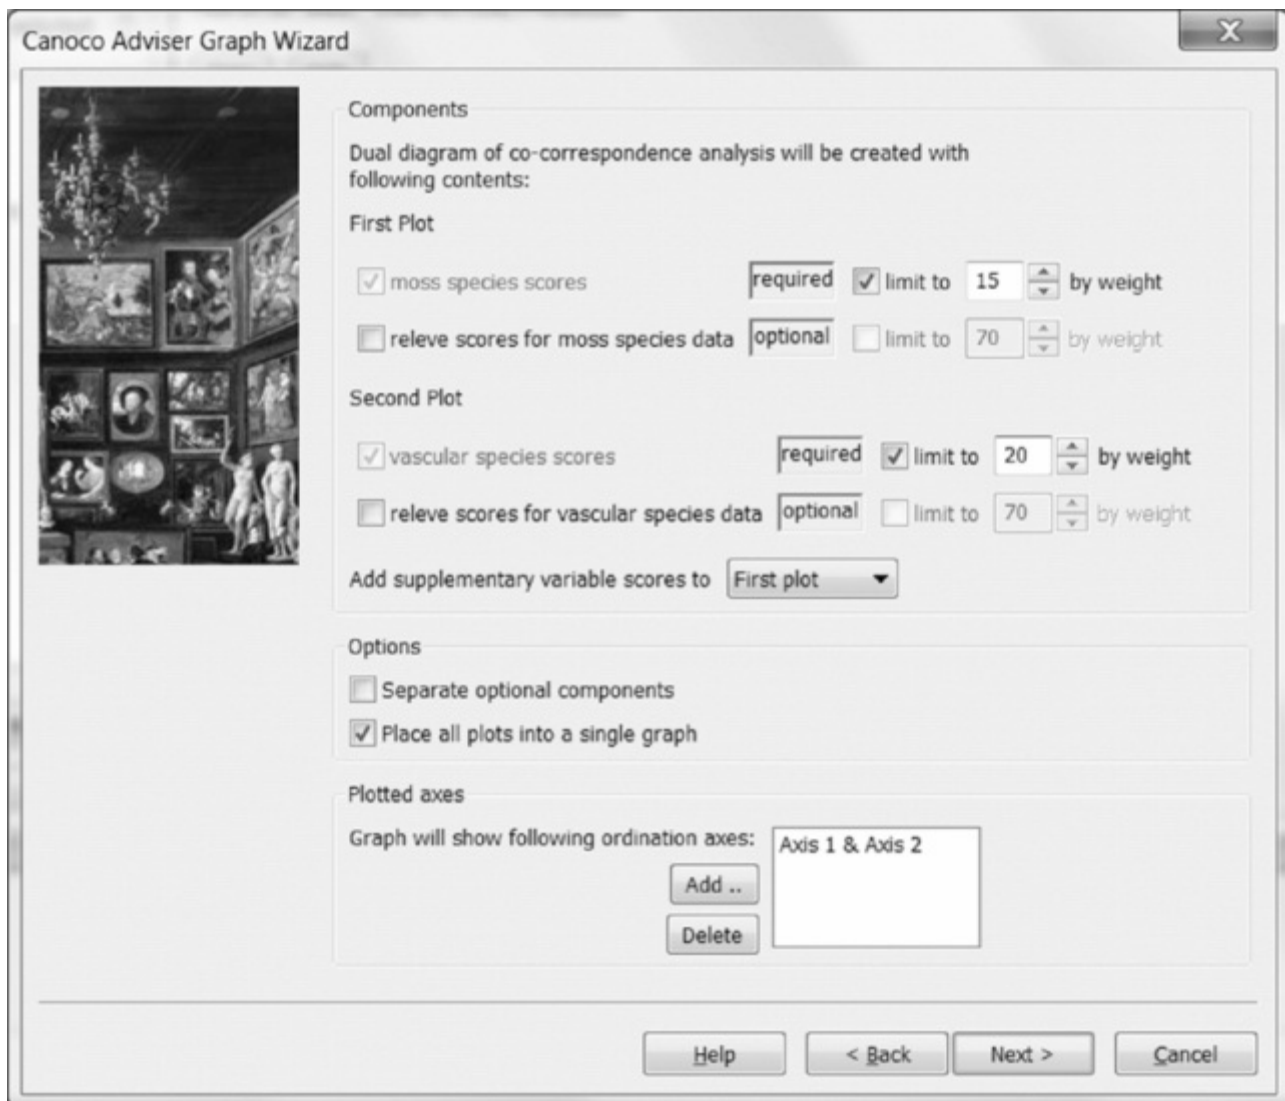 Canoco Adviser Graph Wizard
X
Components
Dual diagram of co-correspondence analysis will be created with
following contents:
First Plot
moss species scores required limit to 15 by weight
releve scores for moss species data optional limit to 70 by weight
Second Plot
vascular species scores required limit to 20 by weight
releve scores for vascular species data optional limit to 70 by weight
Add supplementary variable scores to First plot
Options
Separate optional components
Place all plots into a single graph
Plotted axes
Graph will show following ordination axes: Axis 1 & Axis 2
Add ..
Delete
Help < Back Next > Cancel